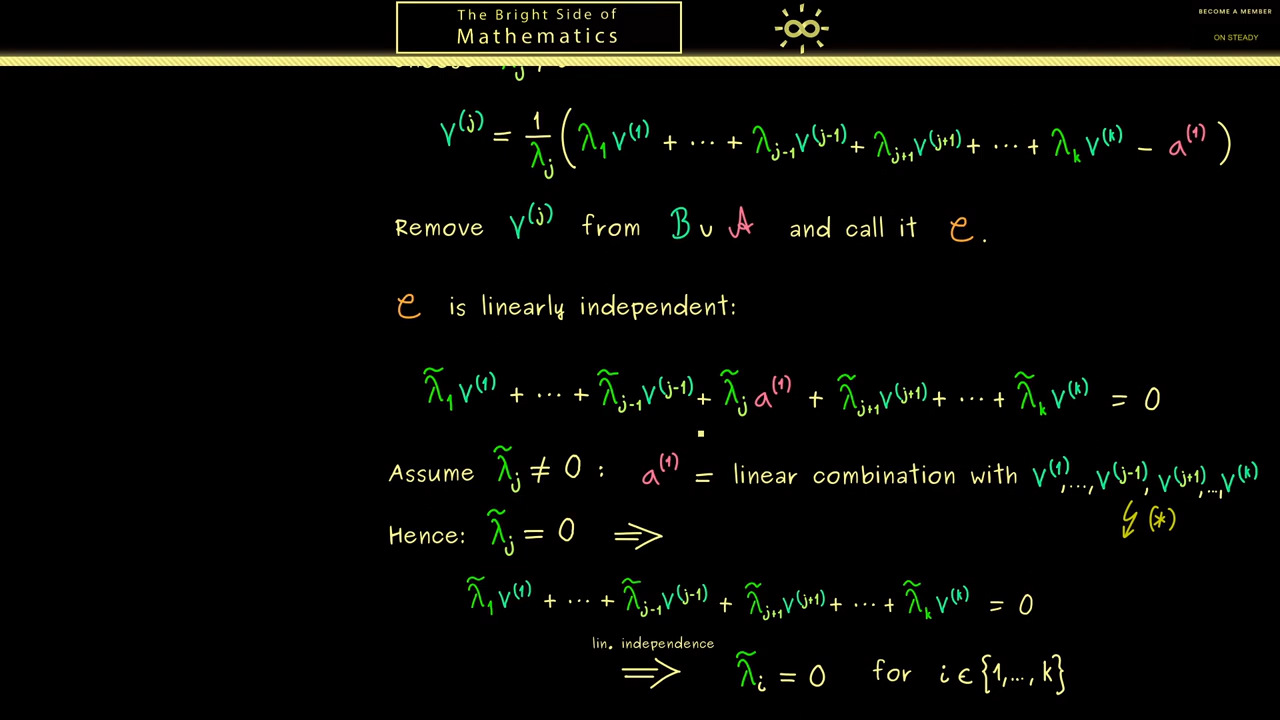 The Bright Side of
Mathematics
BECOME A MEMBER
ON STEADY
v^(j) = 1/λ_j ( λ_1 v^(1) + ⋯ + λ_{j-1} v^(j-1) + λ_{j+1} v^(j+1) + ⋯ + λ_k v^(k) − a^(1) )
Remove v^(j) from B ∪ A and call it C.
C is linearly independent:
λ̃_1 v^(1) + ⋯ + λ̃_{j-1} v^(j-1) + λ̃_j a^(1) + λ̃_{j+1} v^(j+1) + ⋯ + λ̃_k v^(k) = 0
Assume λ̃_j ≠ 0 : a^(1) = linear combination with v^(1),…, v^(j-1), v^(j+1),…, v^(k)
↯ (*)
Hence: λ̃_j = 0 ⟹
λ̃_1 v^(1) + ⋯ + λ̃_{j-1} v^(j-1) + λ̃_{j+1} v^(j+1) + ⋯ + λ̃_k v^(k) = 0
lin. independence
⟹ λ̃_i = 0 for i ∈ {1,…, k}